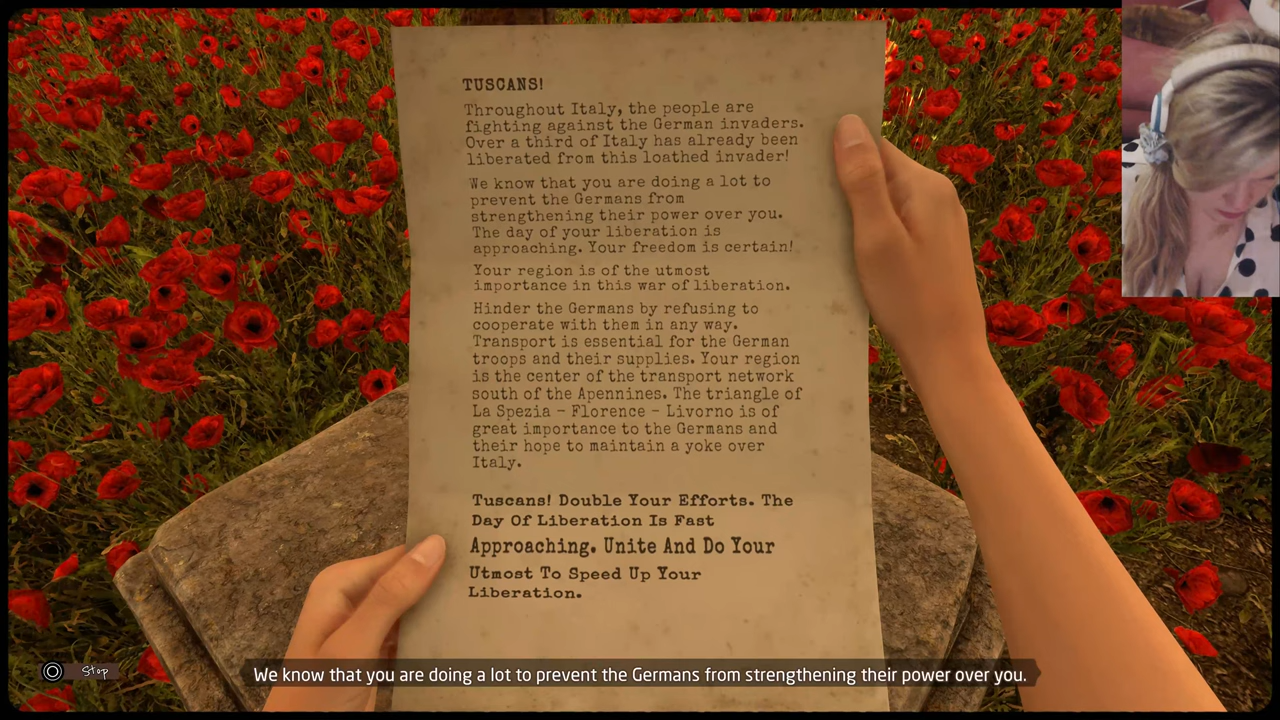 TUSCANS!
Throughout Italy, the people are
fighting against the German invaders.
Over a third of Italy has already been
liberated from this loathed invader!
We know that you are doing a lot to
prevent the Germans from
strengthening their power over you.
The day of your liberation is
approaching. Your freedom is certain!
Your region is of the utmost
importance in this war of liberation.
Hinder the Germans by refusing to
cooperate with them in any way.
Transport is essential for the German
troops and their supplies. Your region
is the center of the transport network
south of the Apennines. The triangle of
La Spezia – Florence – Livorno is of
great importance to the Germans and
their hope to maintain a yoke over
Italy.
Tuscans! Double Your Efforts. The
Day Of Liberation Is Fast
Approaching. Unite And Do Your
Utmost To Speed Up Your
Liberation.
Stop
We know that you are doing a lot to prevent the Germans from strengthening their power over you.